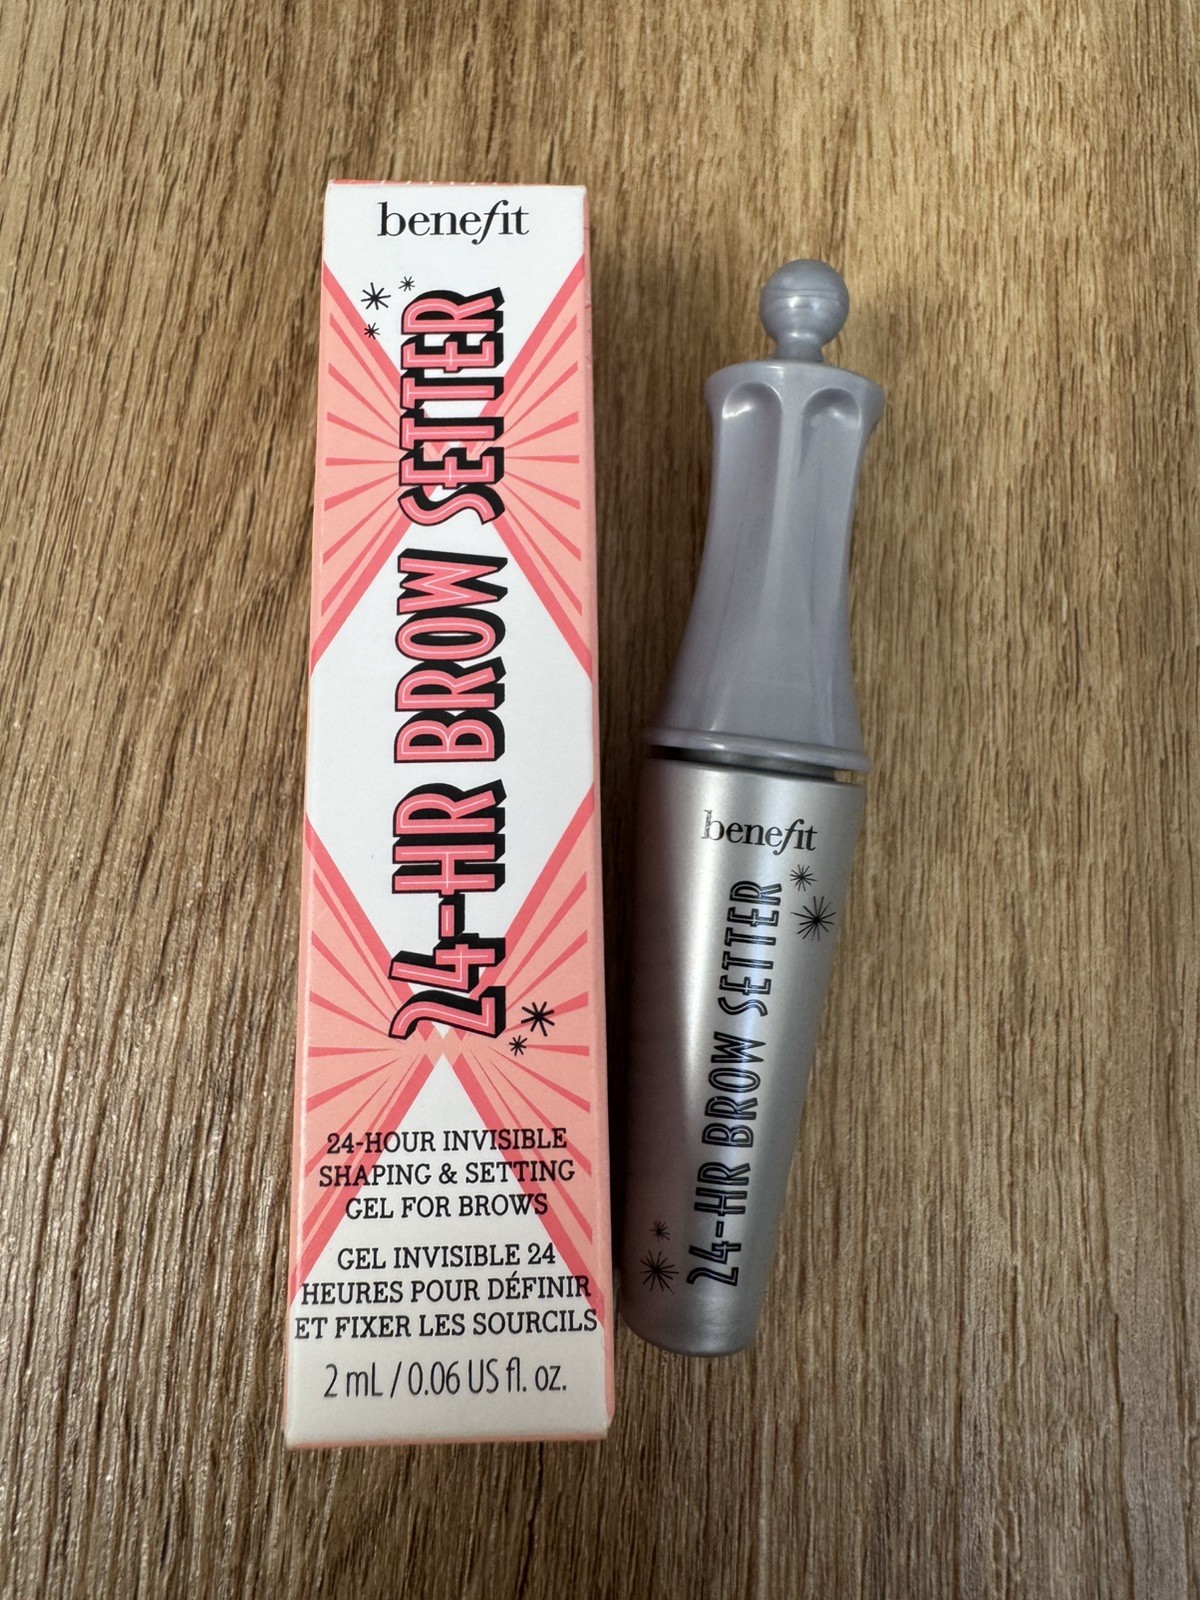 benefit
24-HR BROW SETTER
24-HOUR INVISIBLE
SHAPING & SETTING
GEL FOR BROWS
GEL INVISIBLE 24
HEURES POUR DÉFINIR
ET FIXER LES SOURCILS
2 mL / 0.06 US fl. oz.
benefit
24-HR BROW SETTER